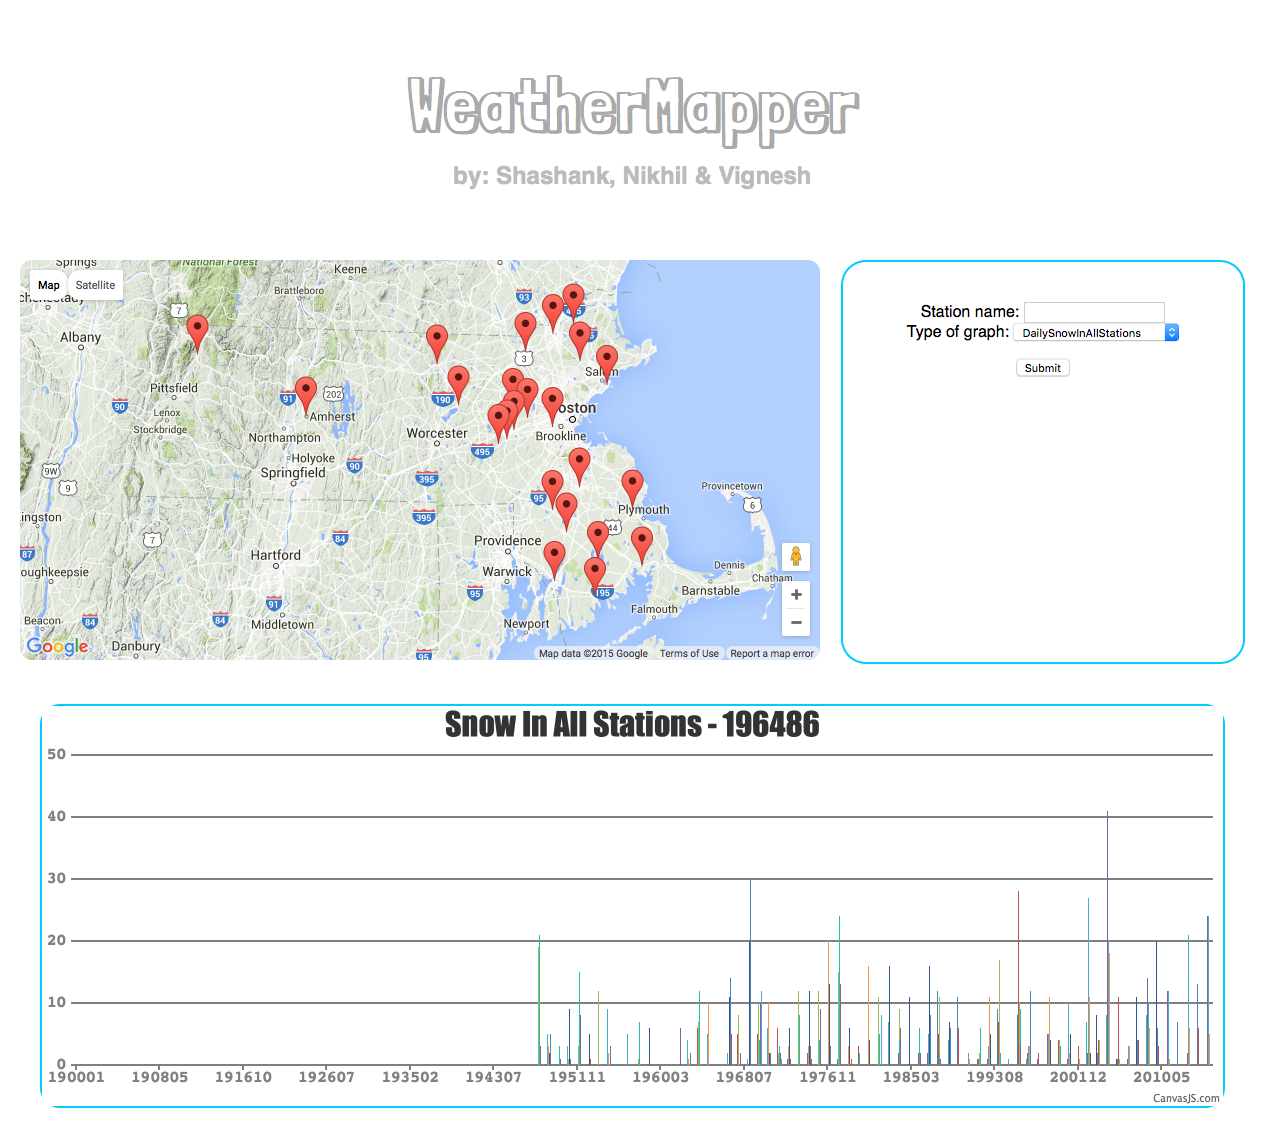 WeatherMapper
by: Shashank, Nikhil & Vignesh
Map
Satellite
Springs
National Forest
Keene
Brattleboro
93
7
Albany
3
Salem
Pittsfield
90
Lenox
Stockbridge
91
202
Amherst
190
Boston
Northampton
Worcester
Brookline
495
Holyoke
Springfield
90
395
9W
9
95
Provincetown
6
Plymouth
395
44
7
84
Providence
87
Hartford
Warwick
Dennis
Chatham
Barnstable
195
95
91
Falmouth
Beacon
84
84
Middletown
Newport
Danbury
95
Google
+
−
Map data ©2015 Google
Terms of Use
Report a map error
Station name:
Type of graph: DailySnowInAllStations
Submit
Snow In All Stations - 196486
50
40
30
20
10
0
190001 190805 191610 192607 193502 194307 195111 196003 196807 197611 198503 199308 200112 201005
CanvasJS.com